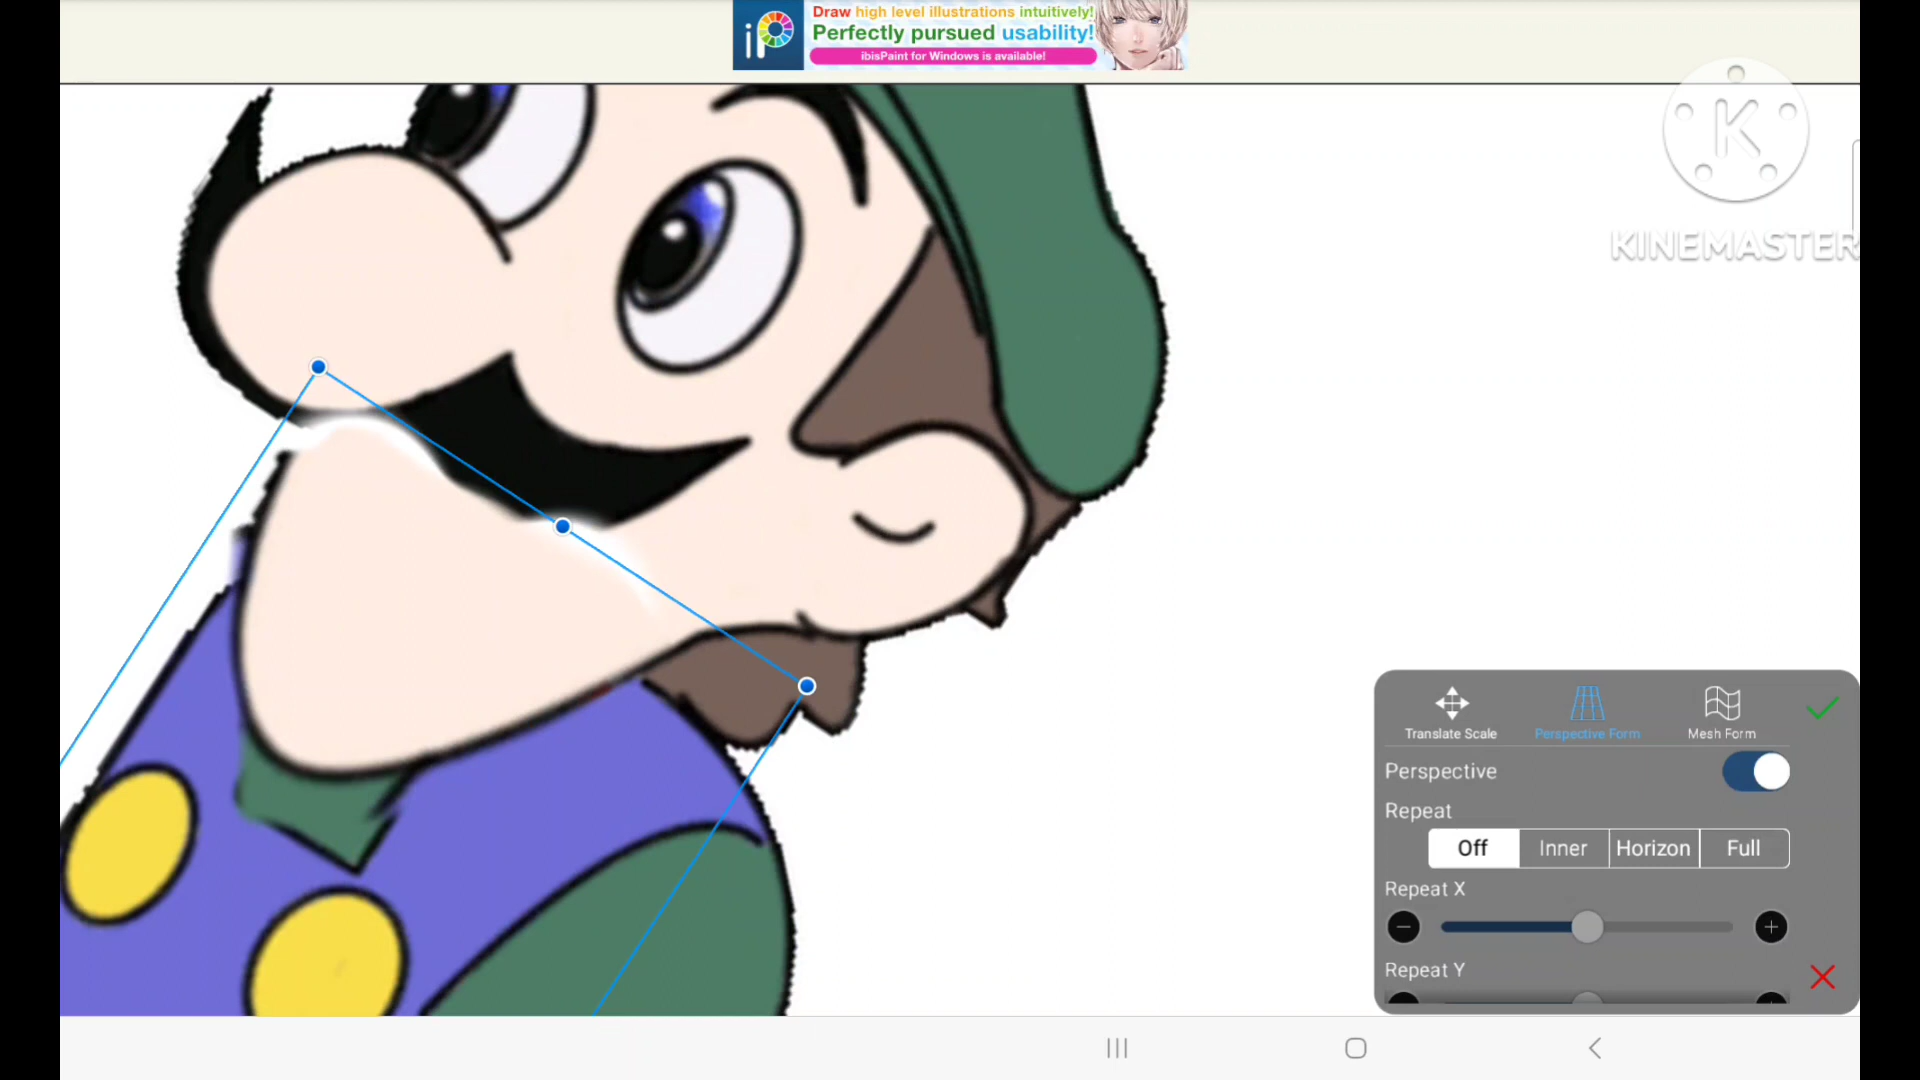 iP
Draw high level illustrations intuitively!
Perfectly pursued usability!
ibisPaint for Windows is available!
K
KINEMASTER
Translate Scale
Perspective Form
Mesh Form
Perspective
Repeat
Off
Inner
Horizon
Full
Repeat X
Repeat Y